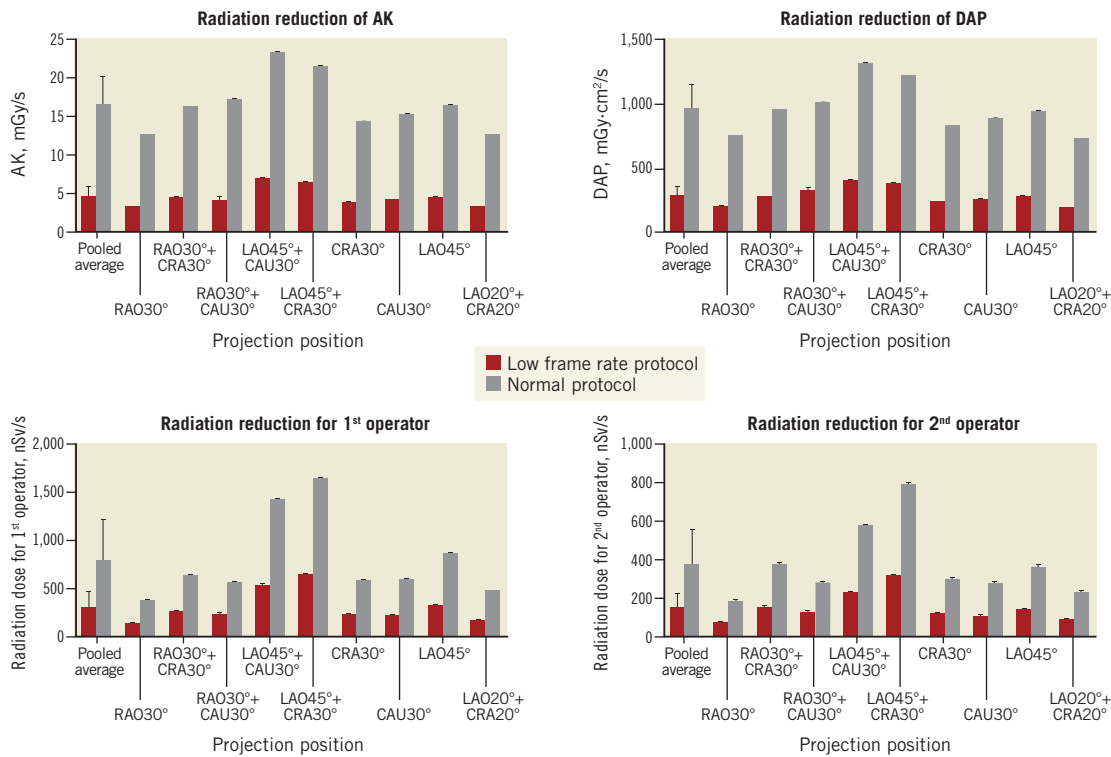 Radiation reduction of AK
AK, mGy/s
25
20
15
10
5
0
Pooled
average
RAO30°
RAO30°+
CRA30°
RAO30°+
CAU30°
LAO45°+
CAU30°
LAO45°+
CRA30°
CRA30°
CAU30°
LAO45°
LAO20°+
CRA20°
Projection position
Radiation reduction of DAP
DAP, mGy·cm²/s
1,500
1,000
500
0
Pooled
average
RAO30°
RAO30°+
CRA30°
RAO30°+
CAU30°
LAO45°+
CAU30°
LAO45°+
CRA30°
CRA30°
CAU30°
LAO45°
LAO20°+
CRA20°
Projection position
Low frame rate protocol
Normal protocol
Radiation reduction for 1st operator
Radiation dose for 1st operator, nSv/s
2,000
1,500
1,000
500
0
Pooled
average
RAO30°
RAO30°+
CRA30°
RAO30°+
CAU30°
LAO45°+
CAU30°
LAO45°+
CRA30°
CRA30°
CAU30°
LAO45°
LAO20°+
CRA20°
Projection position
Radiation reduction for 2nd operator
Radiation dose for 2nd operator, nSv/s
1,000
800
600
400
200
0
Pooled
average
RAO30°
RAO30°+
CRA30°
RAO30°+
CAU30°
LAO45°+
CAU30°
LAO45°+
CRA30°
CRA30°
CAU30°
LAO45°
LAO20°+
CRA20°
Projection position